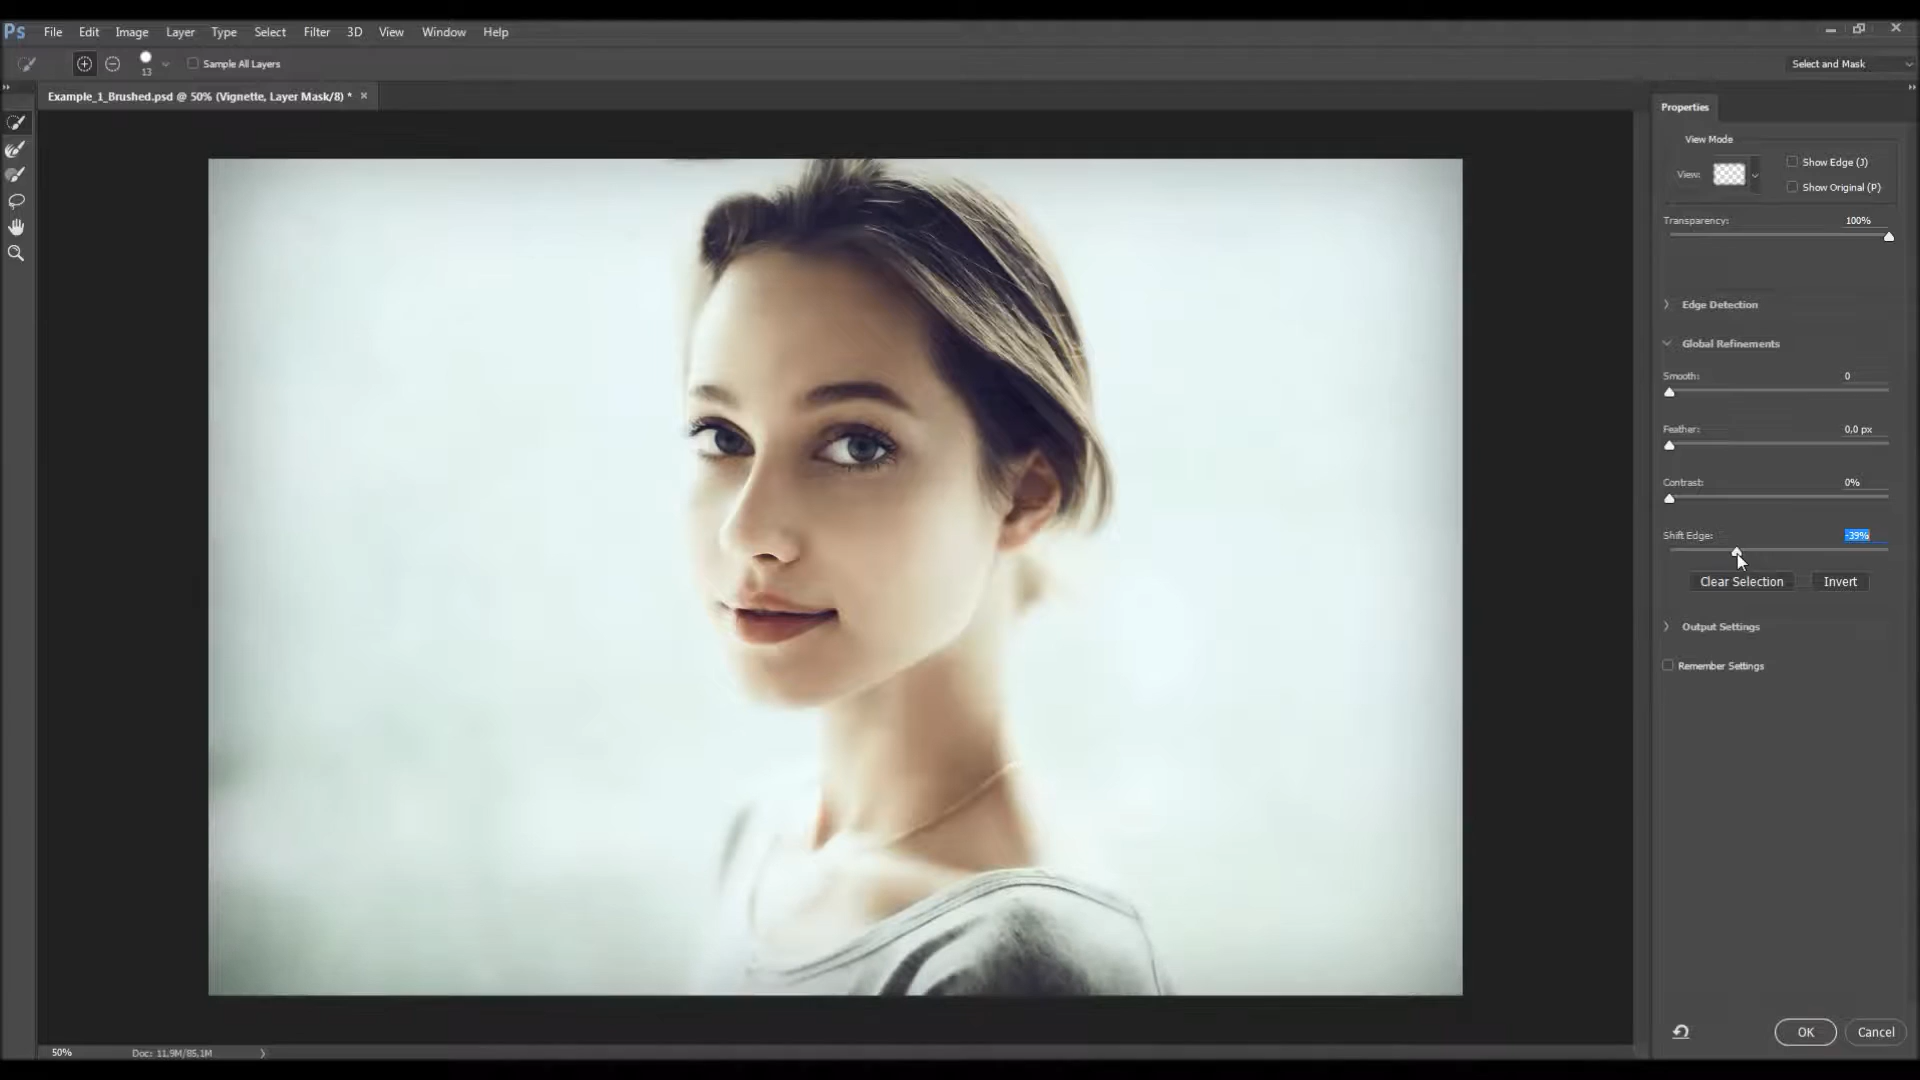 Ps File Edit Image Layer Type Select Filter 3D View Window Help
13 Sample All Layers Select and Mask
Example_1_Brushed.psd @ 50% (Vignette, Layer Mask/8) *
Properties
View Mode
View: Show Edge (J)
Show Original (P)
Transparency: 100%
Edge Detection
Global Refinements
Smooth: 0
Feather: 0,0 px
Contrast: 0%
Shift Edge: -39%
Clear Selection Invert
Output Settings
Remember Settings
OK Cancel
50% Doc: 11,9M/85,1M